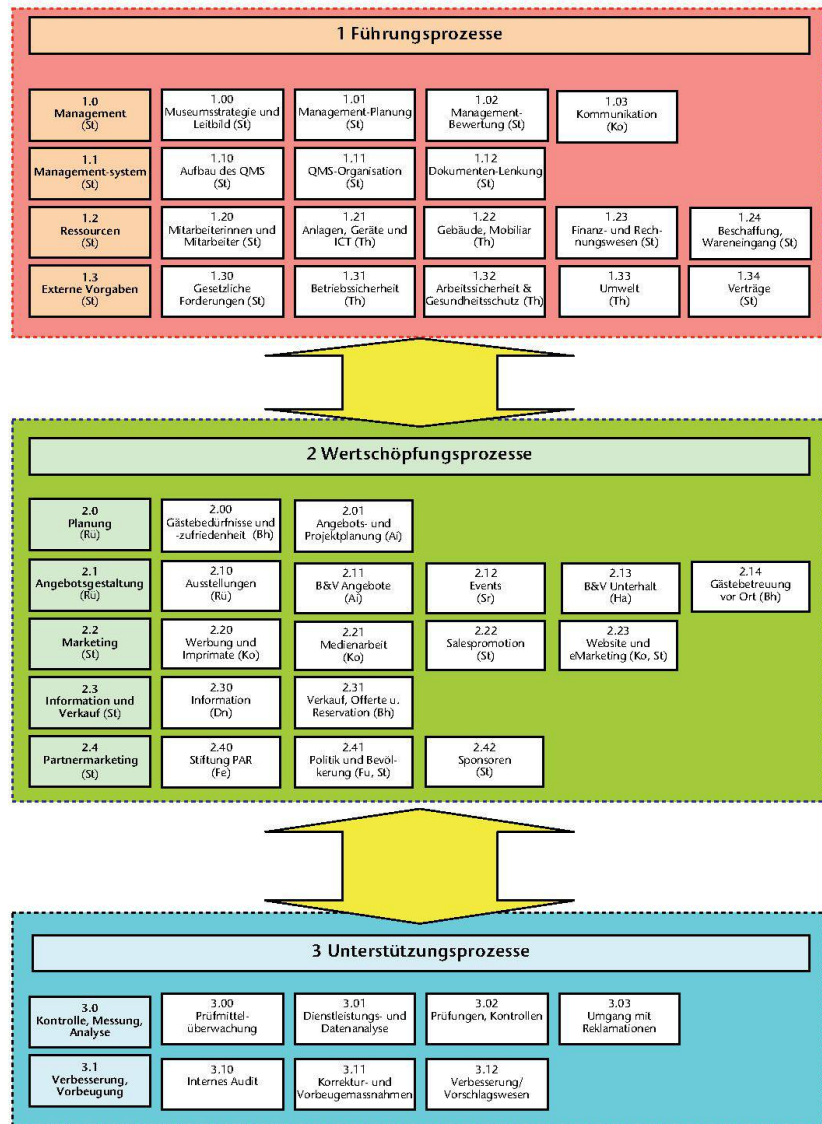 1 Führungsprozesse
1.0
Management
(St)
1.00
Museumsstrategie und
Leitbild (St)
1.01
Management-Planung
(St)
1.02
Management-
Bewertung (St)
1.03
Kommunikation
(Ko)
1.1
Management-system
(St)
1.10
Aufbau des QMS
(St)
1.11
QMS-Organisation
(St)
1.12
Dokumenten-Lenkung
(St)
1.2
Ressourcen
(St)
1.20
Mitarbeiterinnen und
Mitarbeiter (St)
1.21
Anlagen, Geräte und
ICT (Th)
1.22
Gebäude, Mobiliar
(Th)
1.23
Finanz- und Rech-
nungswesen (St)
1.24
Beschaffung,
Wareneingang (St)
1.3
Externe Vorgaben
(St)
1.30
Gesetzliche
Forderungen (St)
1.31
Betriebssicherheit
(Th)
1.32
Arbeitssicherheit &
Gesundheitsschutz (Th)
1.33
Umwelt
(Th)
1.34
Verträge
(St)
2 Wertschöpfungsprozesse
2.0
Planung
(Rü)
2.00
Gästebedürfnisse und
-zufriedenheit (Bh)
2.01
Angebots- und
Projektplanung (Ai)
2.1
Angebotsgestaltung
(Rü)
2.10
Ausstellungen
(Rü)
2.11
B&V Angebote
(Ai)
2.12
Events
(Sr)
2.13
B&V Unterhalt
(Ha)
2.14
Gästebetreuung
vor Ort (Bh)
2.2
Marketing
(St)
2.20
Werbung und
Imprimate (Ko)
2.21
Medienarbeit
(Ko)
2.22
Salespromotion
(St)
2.23
Website und
eMarketing (Ko, St)
2.3
Information und
Verkauf (St)
2.30
Information
(Dn)
2.31
Verkauf, Offerte u.
Reservation (Bh)
2.4
Partnermarketing
(St)
2.40
Stiftung PAR
(Fe)
2.41
Politik und Bevöl-
kerung (Fu, St)
2.42
Sponsoren
(St)
3 Unterstützungsprozesse
3.0
Kontrolle, Messung,
Analyse
3.00
Prüfmittel-
überwachung
3.01
Dienstleistungs- und
Datenanalyse
3.02
Prüfungen, Kontrollen
3.03
Umgang mit
Reklamationen
3.1
Verbesserung,
Vorbeugung
3.10
Internes Audit
3.11
Korrektur- und
Vorbeugemassnahmen
3.12
Verbesserung/
Vorschlagswesen